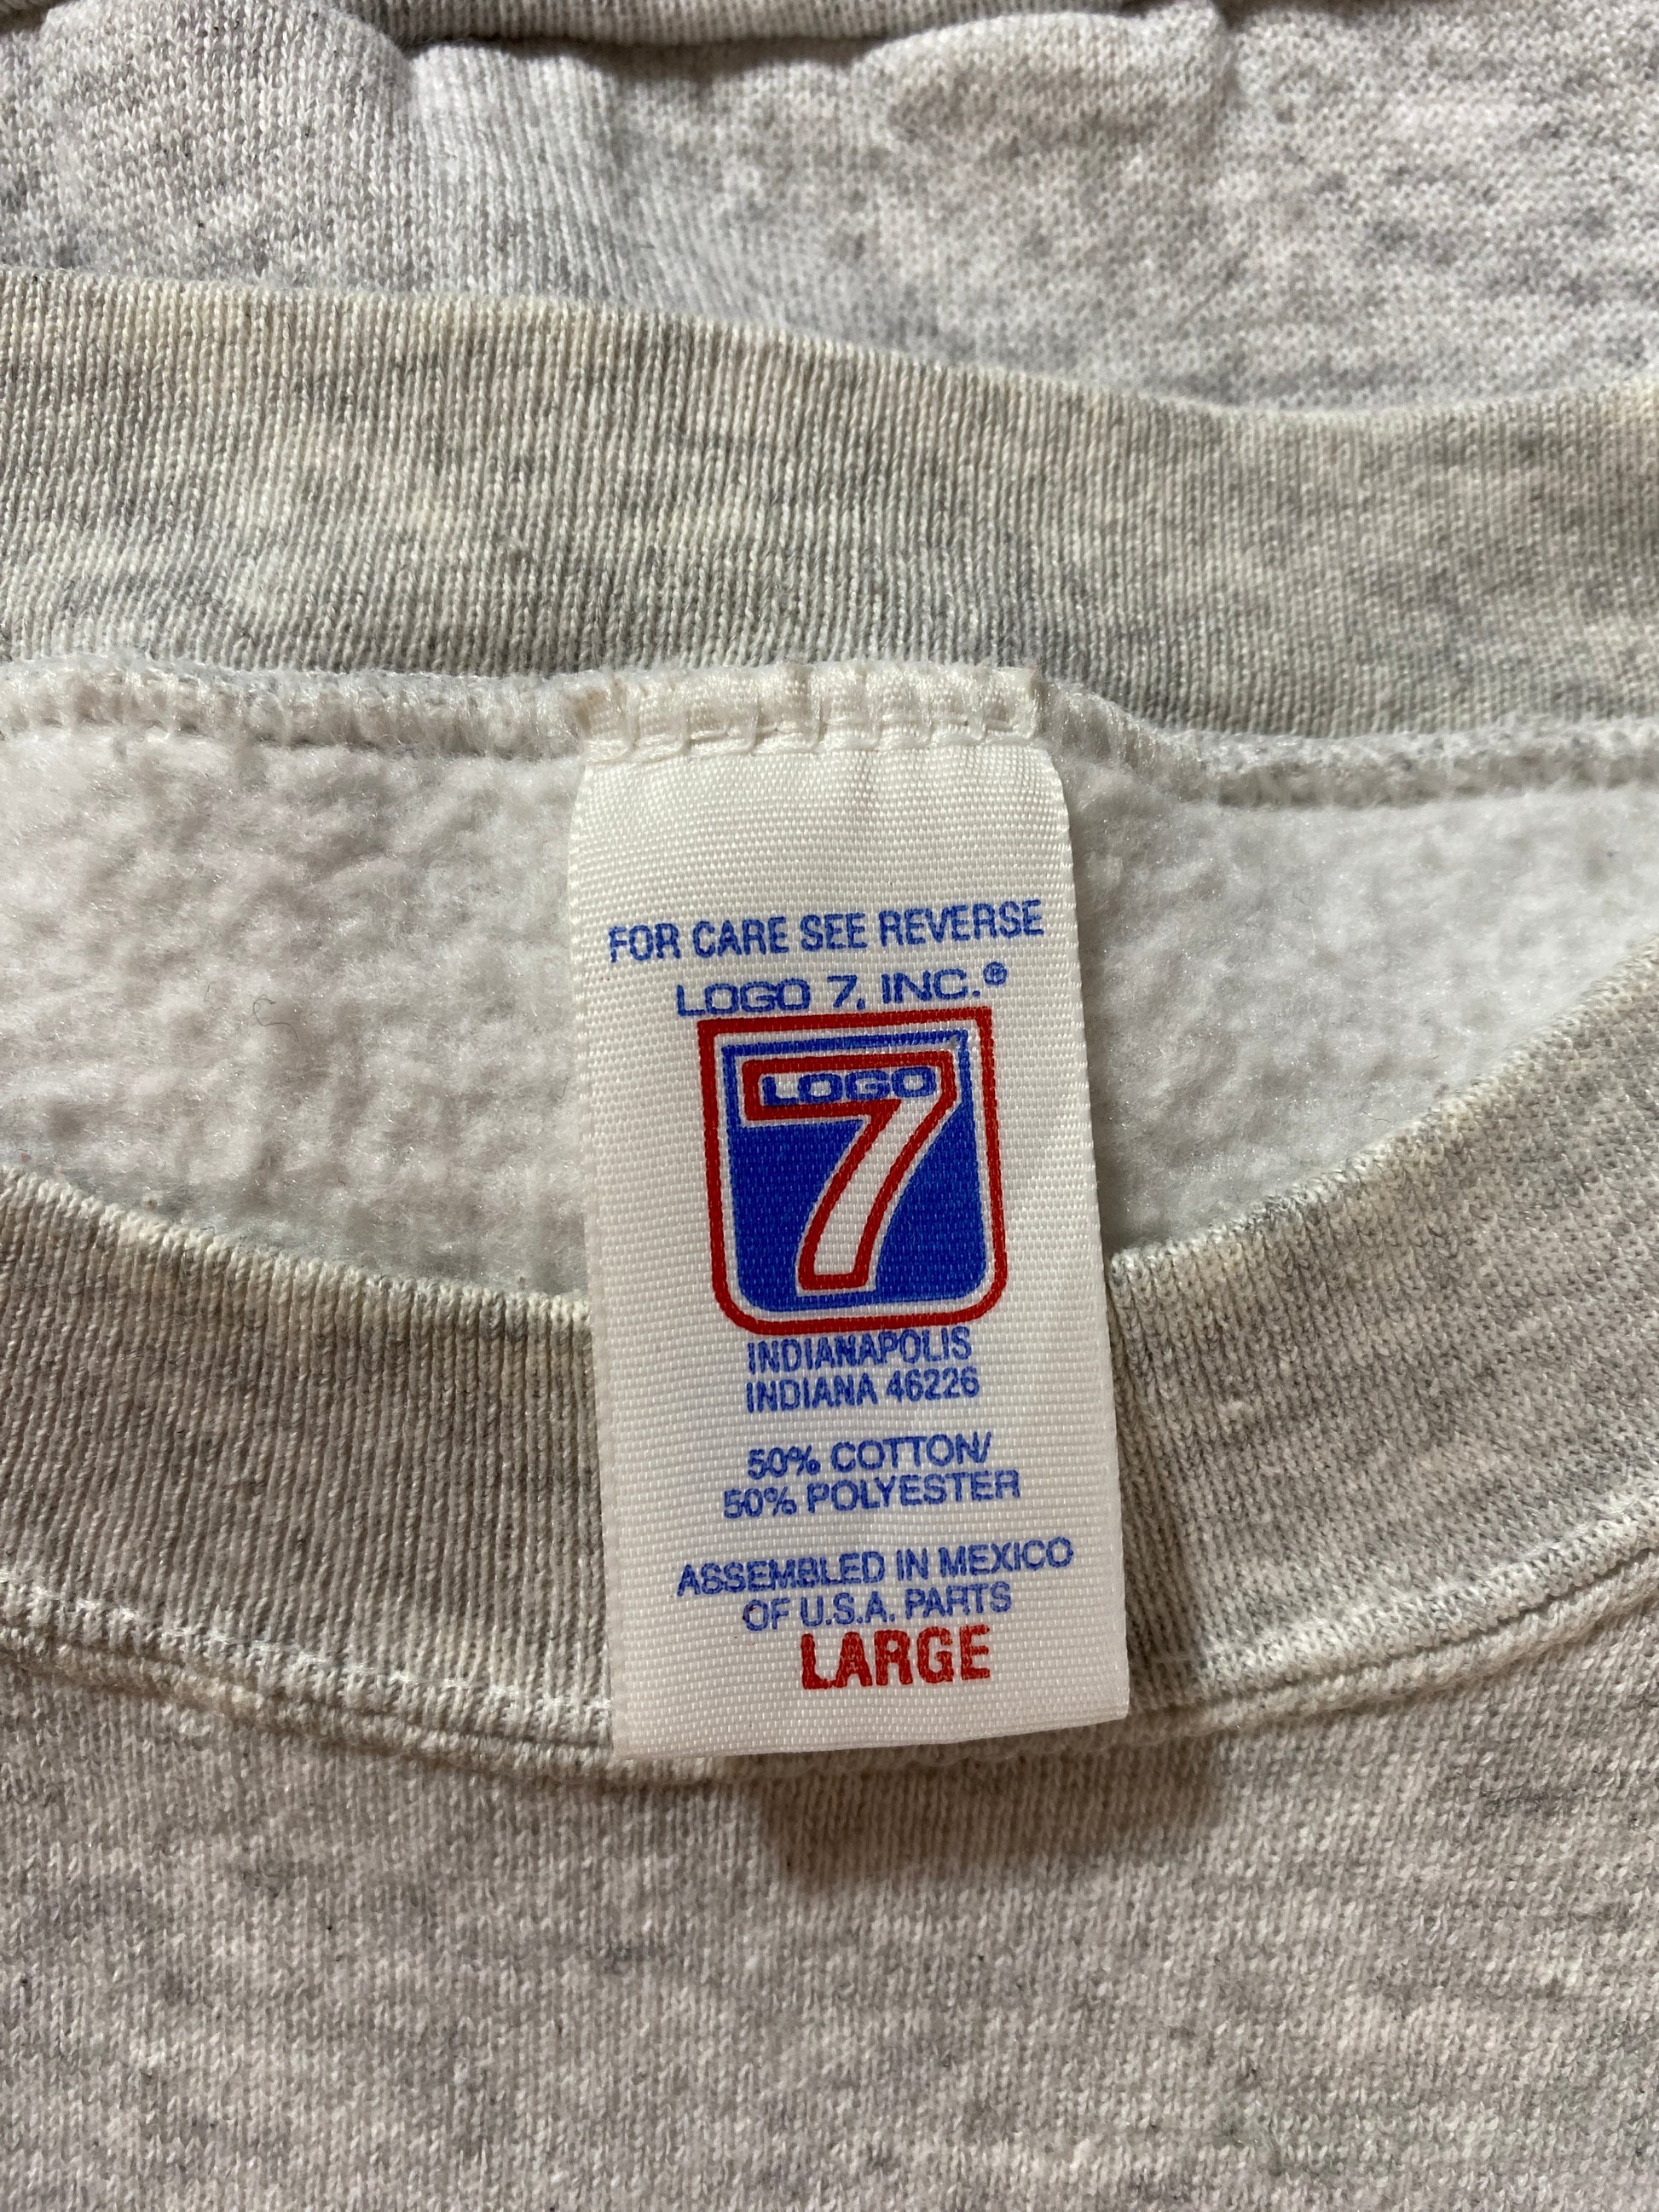 FOR CARE SEE REVERSE
LOGO 7, INC.®
LOGO
7
INDIANAPOLIS
INDIANA 46226
50% COTTON/
50% POLYESTER
ASSEMBLED IN MEXICO
OF U.S.A. PARTS
LARGE